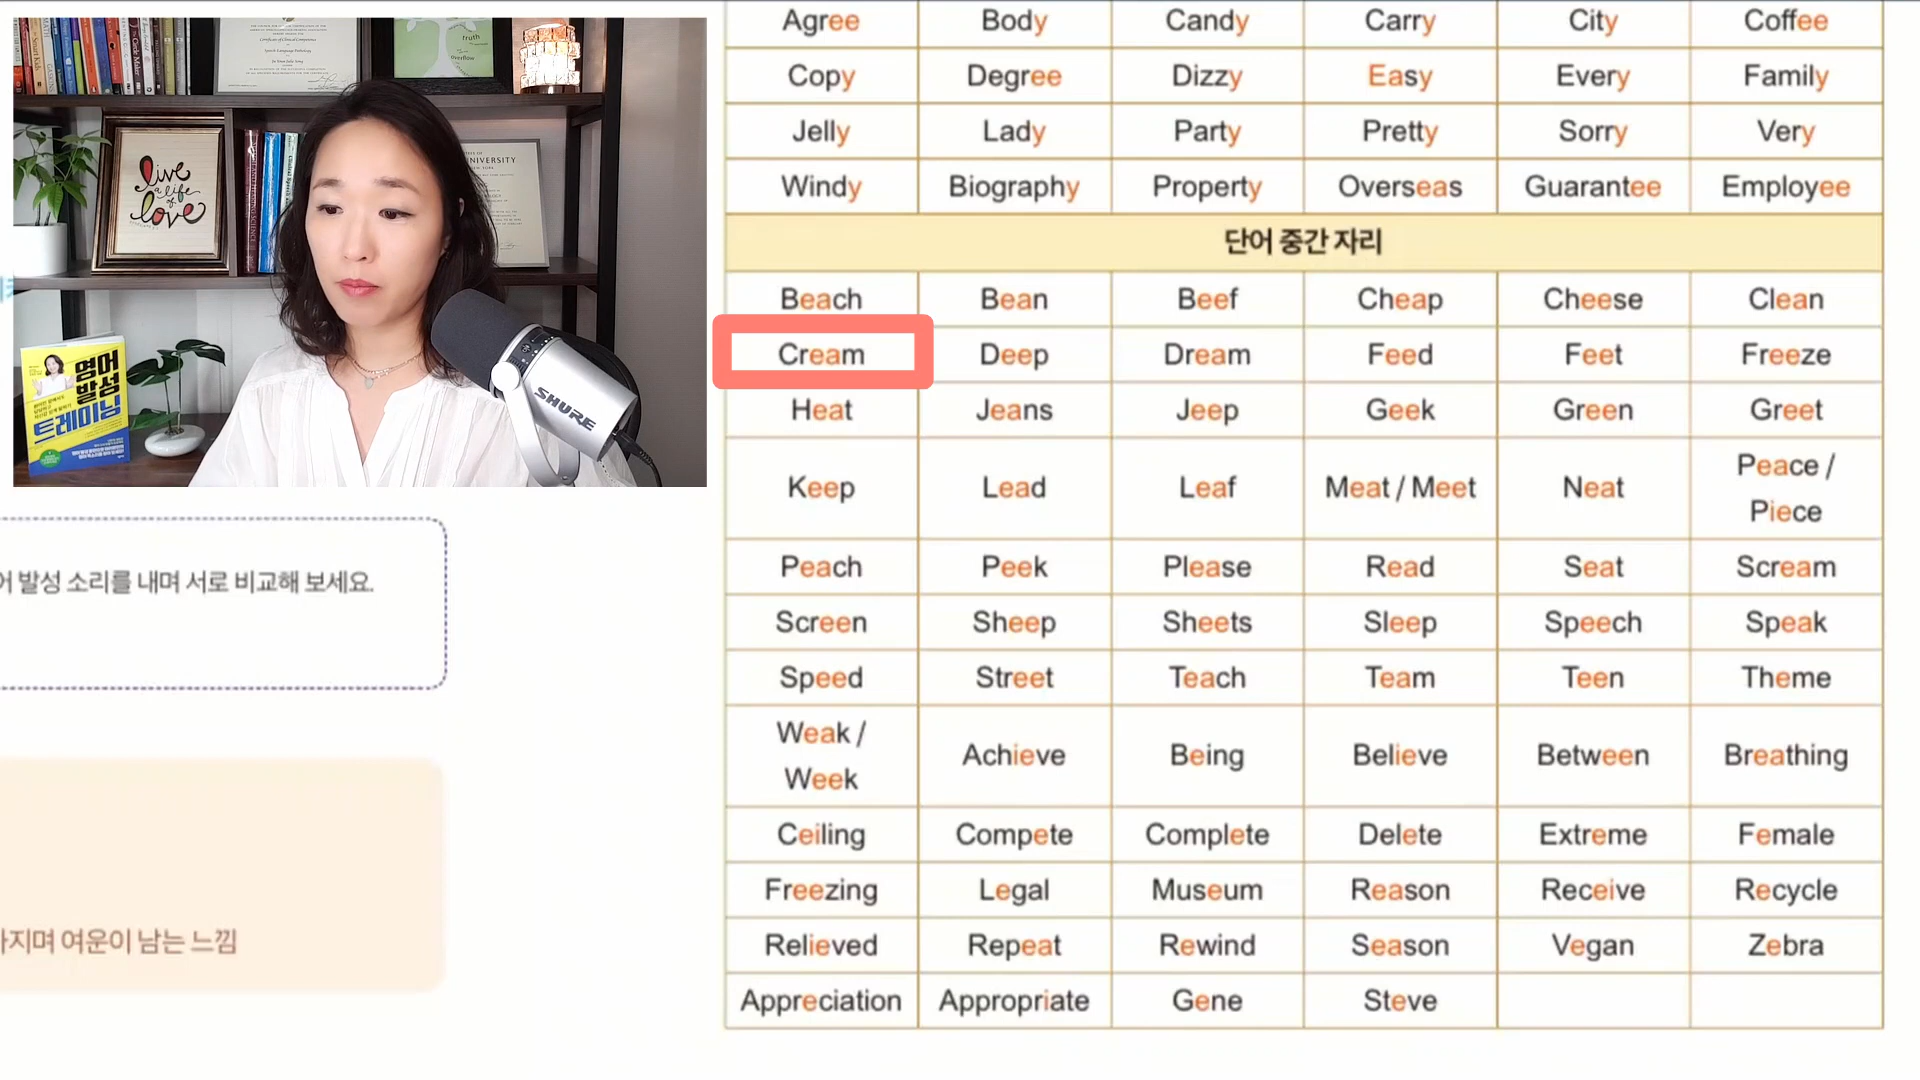 truth
overflow
UNIVERSITY
live
a life
of
love
영어
발성
트레이닝
SHURE
어 발성 소리를 내며 서로 비교해 보세요.
지며 여운이 남는 느낌
Agree Body Candy Carry City Coffee
Copy Degree Dizzy Easy Every Family
Jelly Lady Party Pretty Sorry Very
Windy Biography Property Overseas Guarantee Employee
단어 중간 자리
Beach Bean Beef Cheap Cheese Clean
Cream Deep Dream Feed Feet Freeze
Heat Jeans Jeep Geek Green Greet
Keep Lead Leaf Meat / Meet Neat Peace /
Piece
Peach Peek Please Read Seat Scream
Screen Sheep Sheets Sleep Speech Speak
Speed Street Teach Team Teen Theme
Weak /
Week Achieve Being Believe Between Breathing
Ceiling Compete Complete Delete Extreme Female
Freezing Legal Museum Reason Receive Recycle
Relieved Repeat Rewind Season Vegan Zebra
Appreciation Appropriate Gene Steve